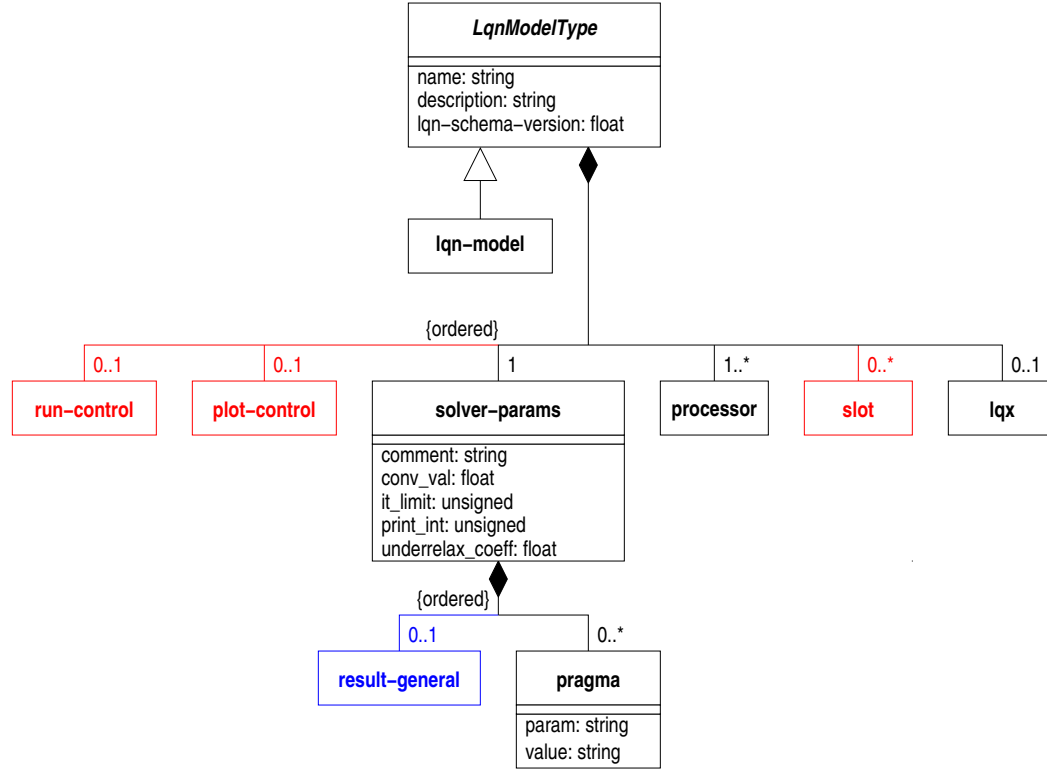 LqnModelType
name: string
description: string
lqn−schema−version: float
lqn−model
{ordered}
0..1
0..1
1
1..*
0..*
0..1
run−control
plot−control
solver−params
processor
slot
lqx
comment: string
conv_val: float
it_limit: unsigned
print_int: unsigned
underrelax_coeff: float
{ordered}
0..1
0..*
result−general
pragma
param: string
value: string